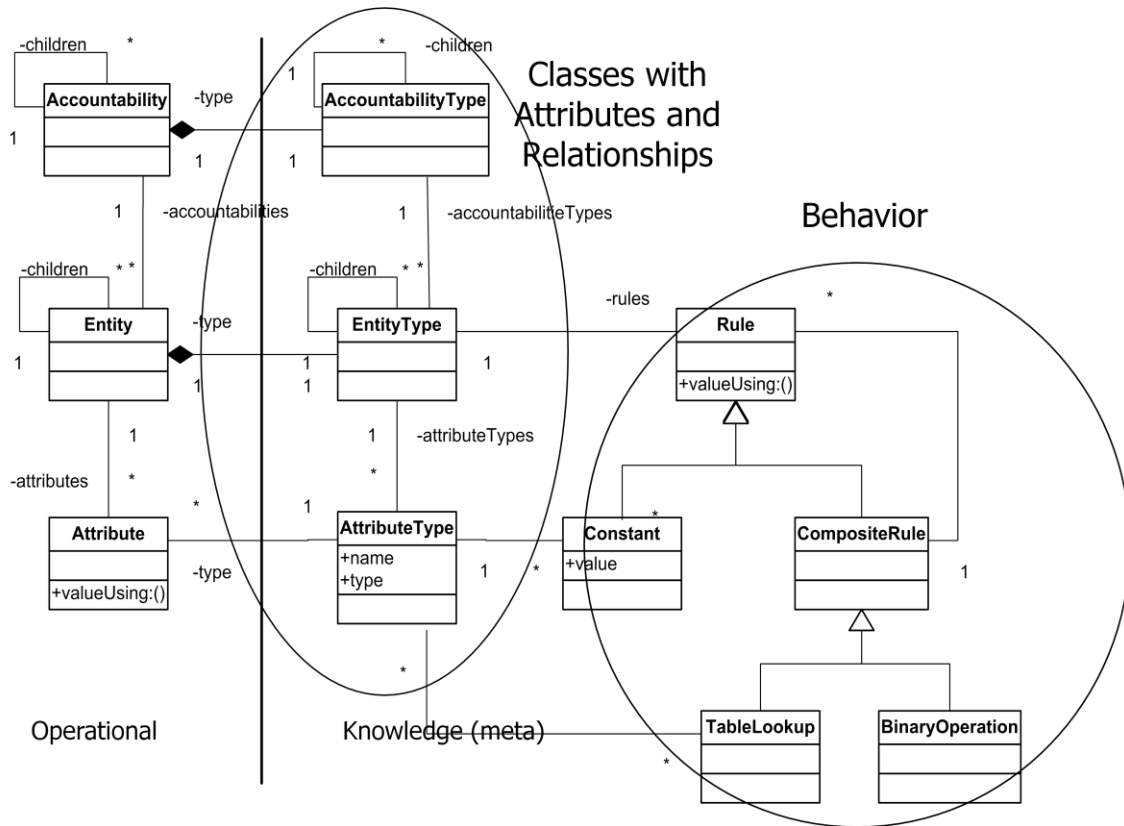 -children
*
*
-children
Classes with
Attributes and
Relationships
1
Accountability
-type
AccountabilityType
1
1
1
1
-accountabilities
1
-accountabilitieTypes
Behavior
-children
* *
-children
* *
-rules
*
Entity
-type
EntityType
Rule
1
1
1
+valueUsing:()
1
1
1
1
-attributeTypes
-attributes
*
*
*
1
Attribute
AttributeType
Constant
*
CompositeRule
+name
+value
+type
-type
1
*
1
+valueUsing:()
*
Operational
Knowledge (meta)
TableLookup
BinaryOperation
*